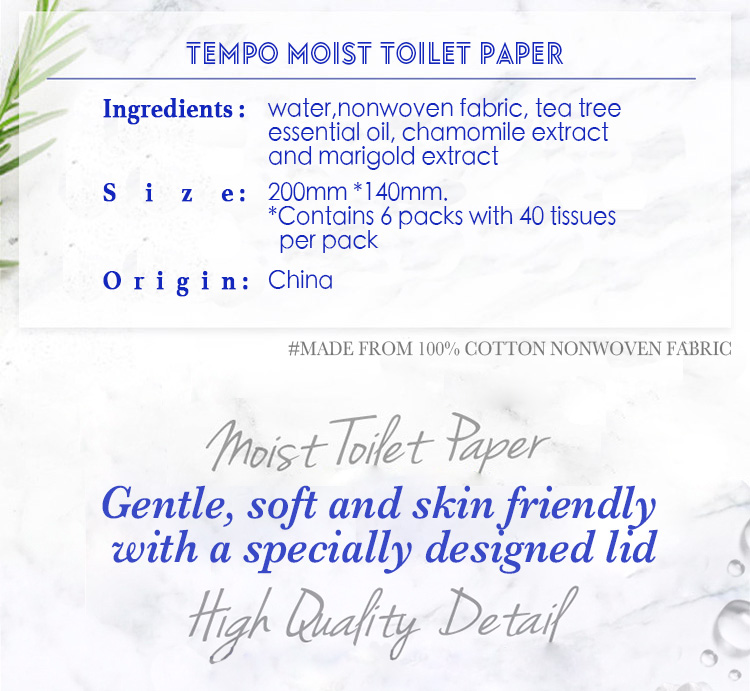 TEMPO MOIST TOILET PAPER
Ingredients: water,nonwoven fabric, tea tree
essential oil, chamomile extract
and marigold extract
Size: 200mm *140mm.
*Contains 6 packs with 40 tissues
per pack
Origin: China
#MADE FROM 100% COTTON NONWOVEN FABRIC
Moist Toilet Paper
Gentle, soft and skin friendly
with a specially designed lid
High Quality Detail